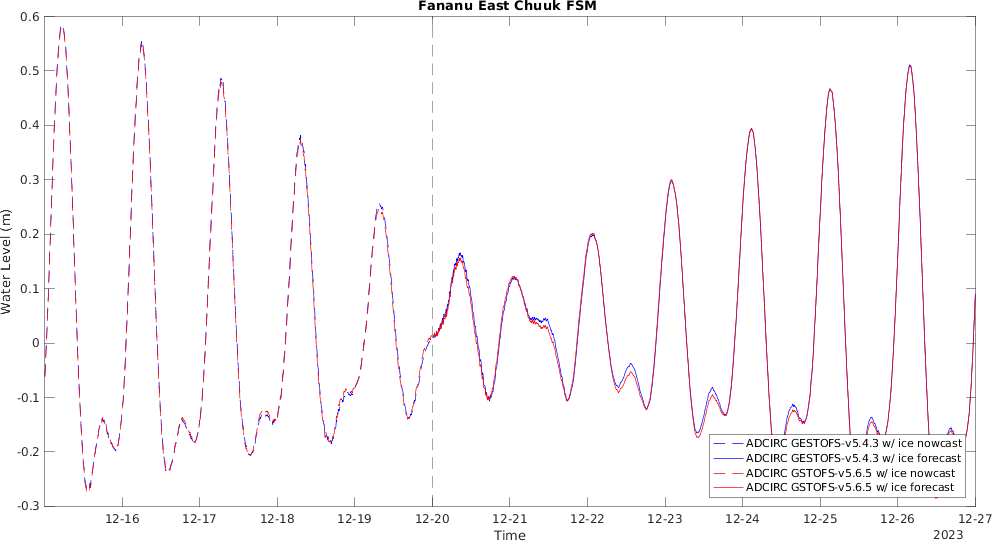 Fananu East Chuuk FSM
Water Level (m)
0.6
0.5
0.4
0.3
0.2
0.1
0
-0.1
-0.2
-0.3
ADCIRC GESTOFS-v5.4.3 w/ ice nowcast
ADCIRC GESTOFS-v5.4.3 w/ ice forecast
ADCIRC GSTOFS-v5.6.5 w/ ice nowcast
ADCIRC GSTOFS-v5.6.5 w/ ice forecast
12-16 12-17 12-18 12-19 12-20 12-21 12-22 12-23 12-24 12-25 12-26 12-27
Time
2023